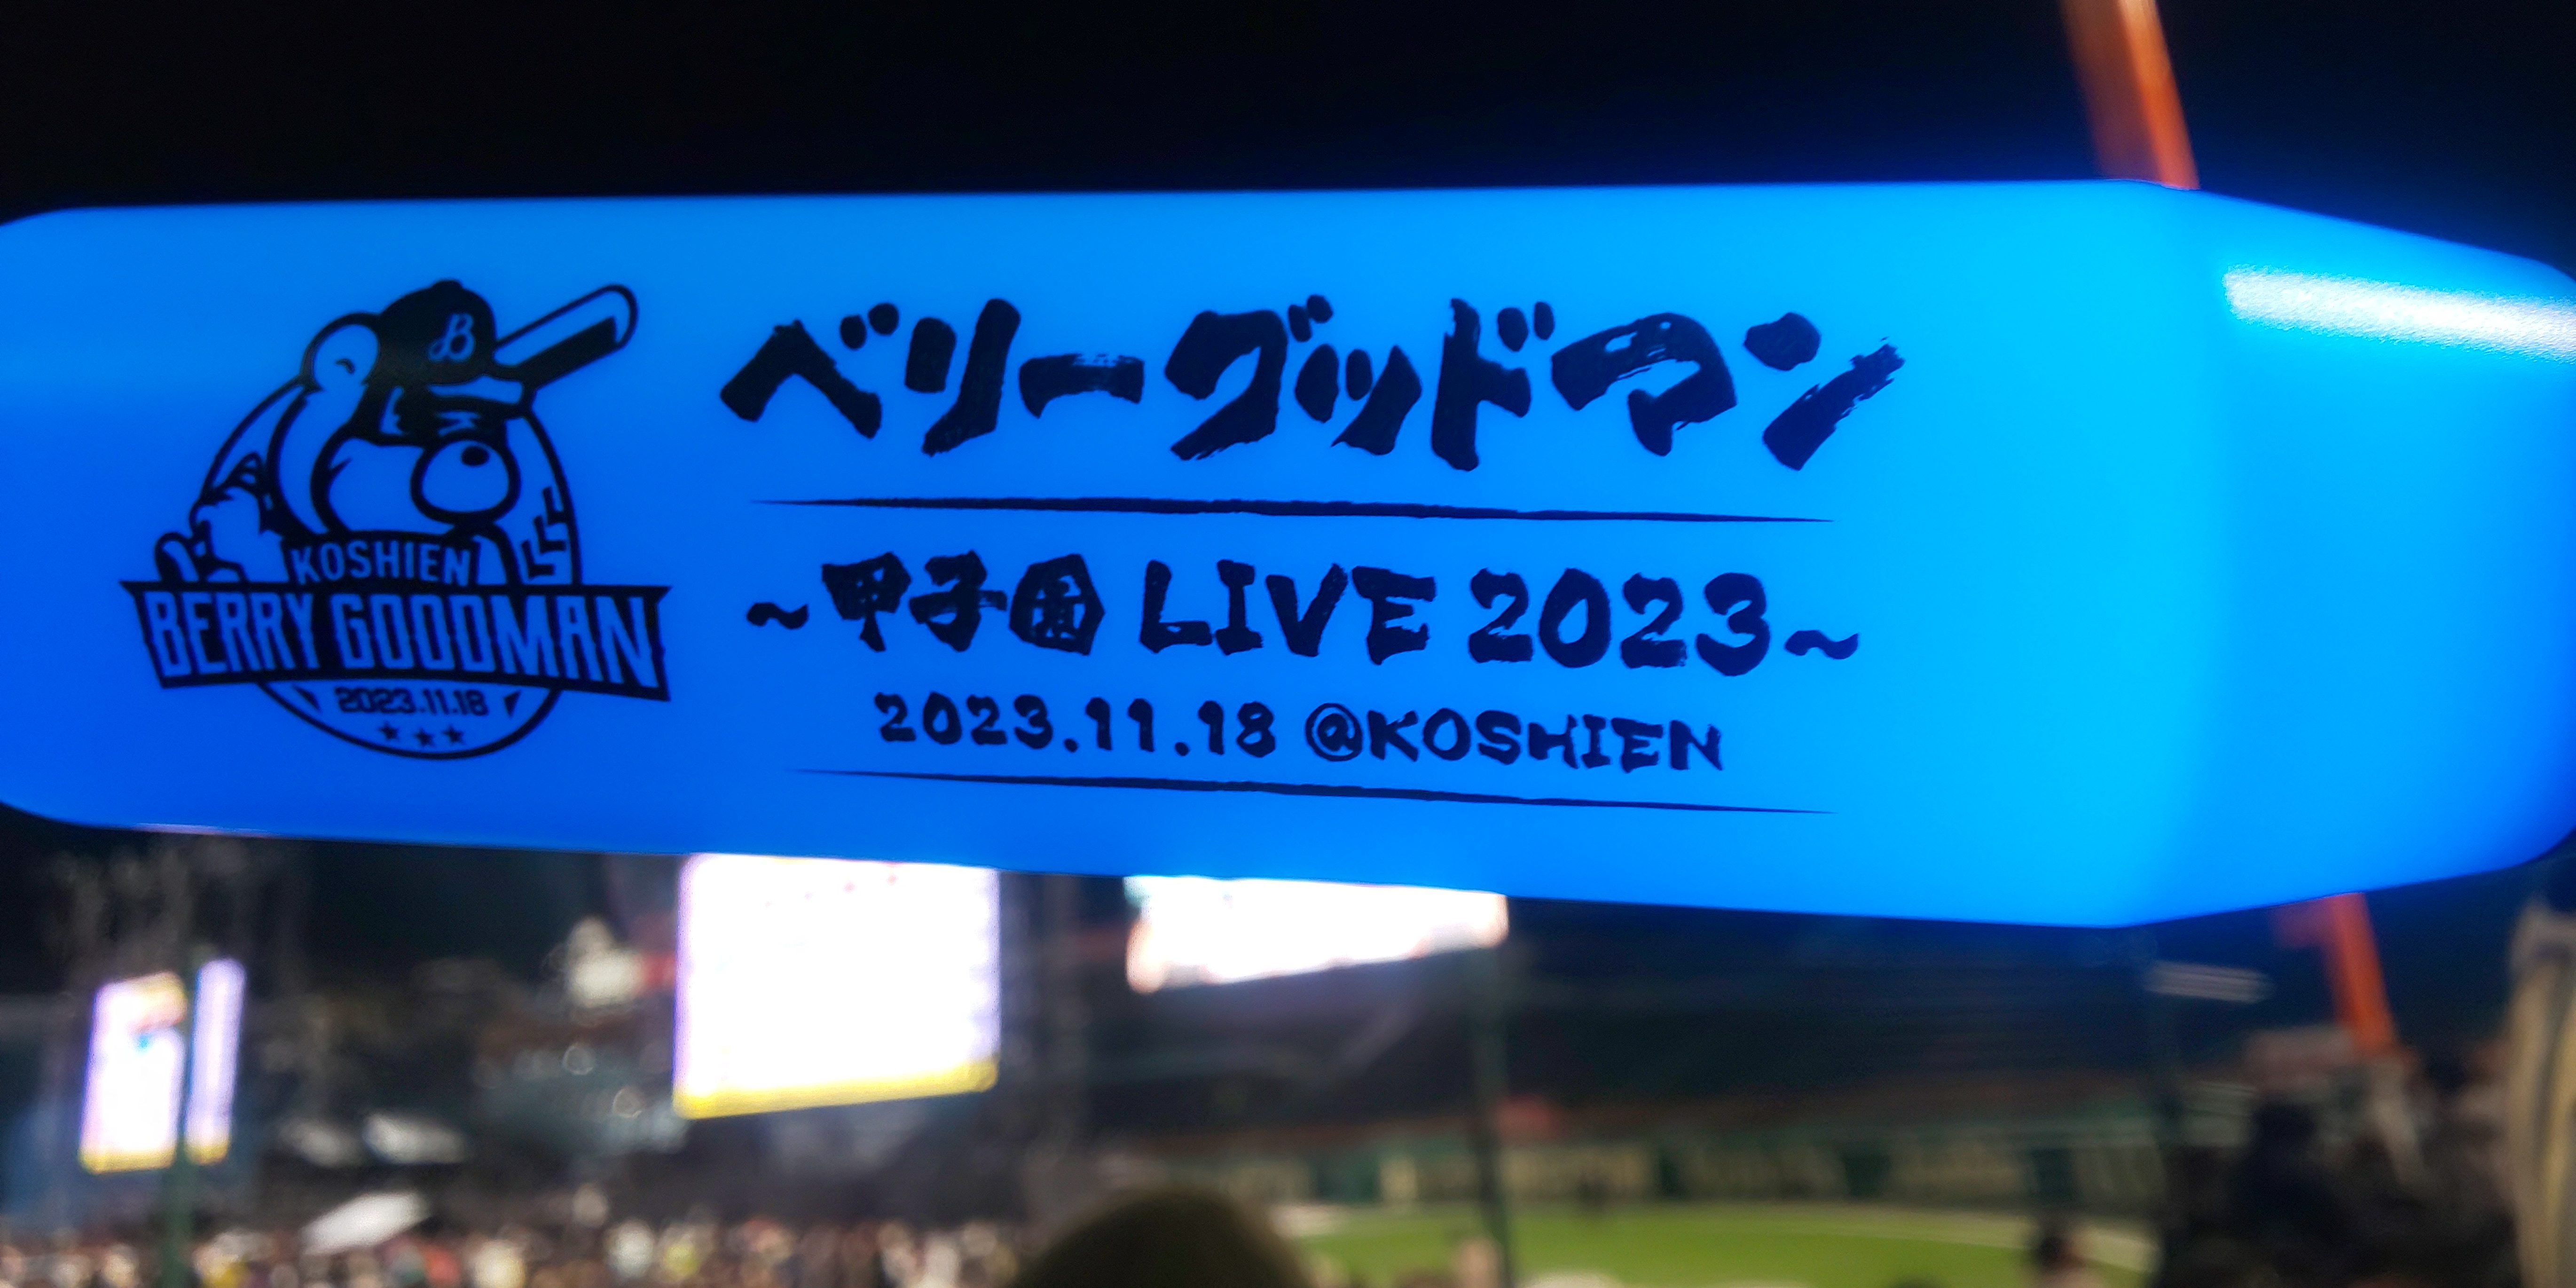 B
KOSHIEN
BERRY GOODMAN
2023.11.18
ベリーグッドマン
~甲子園 LIVE 2023~
2023.11.18 @KOSHIEN